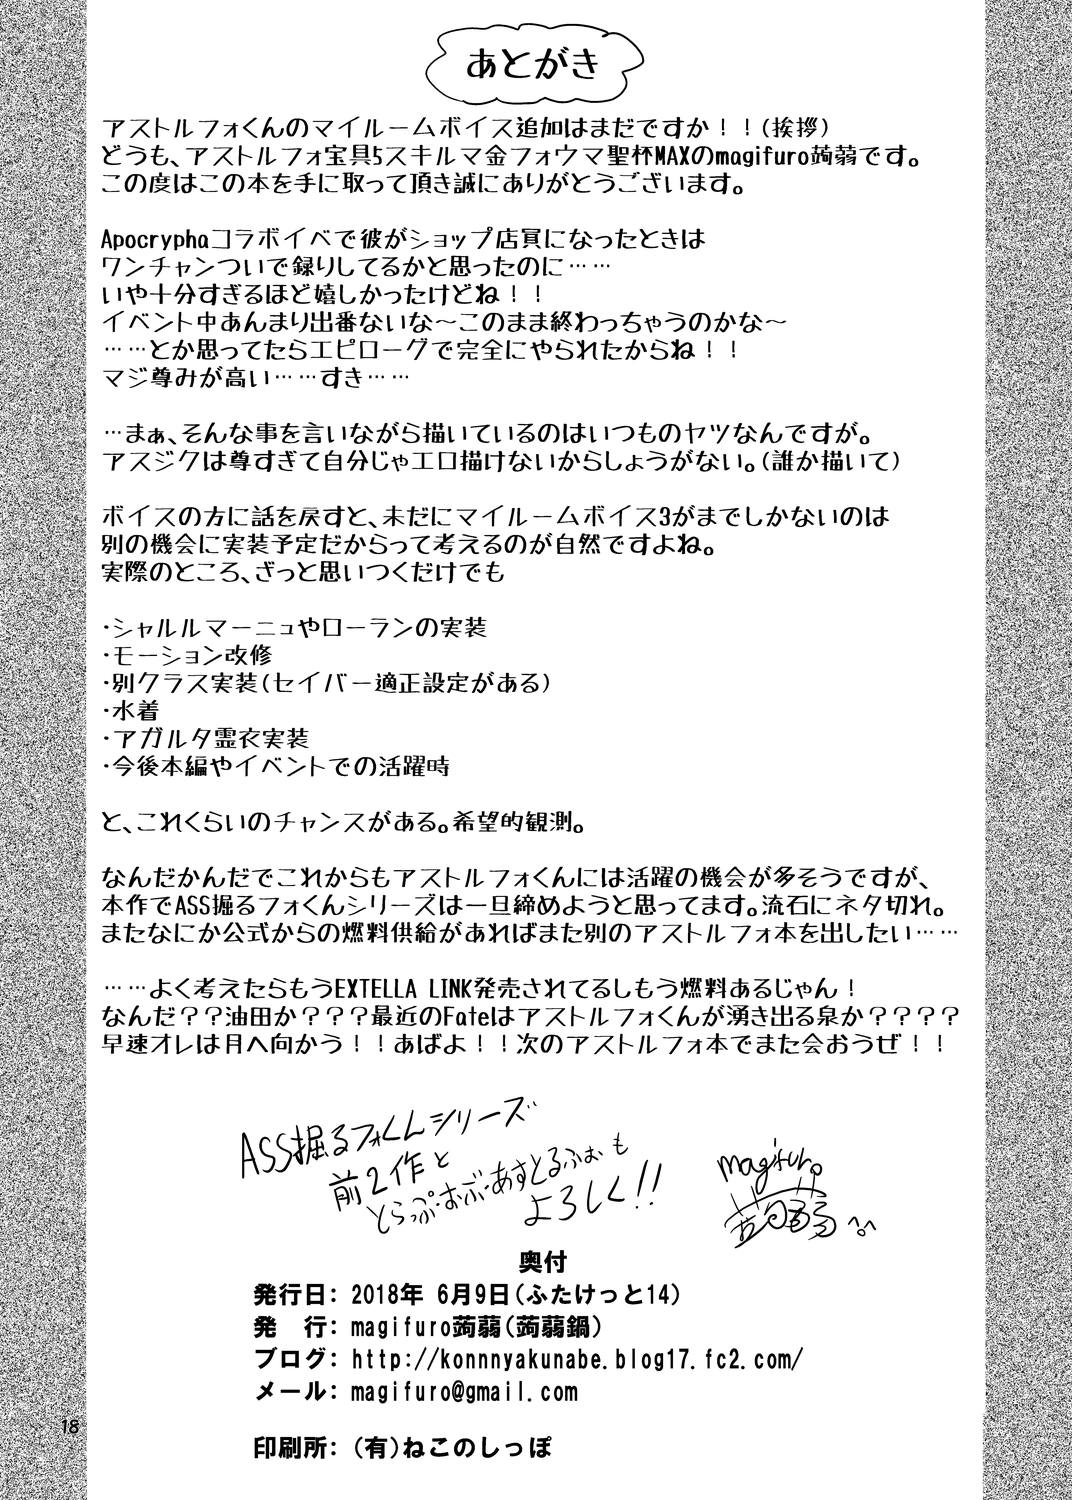 あとがき
アストルフォくんのマイルームボイス追加はまだですか！！(挨拶)
どうも、アストルフォ宝具5スキルマ金フォウマ聖杯MAXのmagifuro蒟蒻です。
この度はこの本を手に取って頂き誠にありがとうございます。
Apocryphaコラボイベで彼がショップ店員になったときは
ワンチャンついで録りしてるかと思ったのに……
いや十分すぎるほど嬉しかったけどね！！
イベント中あんまり出番ないな～このまま終わっちゃうのかな～
……とか思ってたらエピローグで完全にやられたからね！！
マジ尊みが高い……すき……
…まぁ、そんな事を言いながら描いているのはいつものヤツなんですが。
アスジクは尊すぎて自分じゃエロ描けないからしょうがない。(誰か描いて)
ボイスの方に話を戻すと、未だにマイルームボイス3がまでしかないのは
別の機会に実装予定だからって考えるのが自然ですよね。
実際のところ、ざっと思いつくだけでも
・シャルルマーニュやローランの実装
・モーション改修
・別クラス実装(セイバー適正設定がある)
・水着
・アガルタ霊衣実装
・今後本編やイベントでの活躍時
と、これくらいのチャンスがある。希望的観測。
なんだかんだでこれからもアストルフォくんには活躍の機会が多そうですが、
本作でASS掘るフォくんシリーズは一旦締めようと思ってます。流石にネタ切れ。
またなにか公式からの燃料供給があればまた別のアストルフォ本を出したい……
……よく考えたらもうEXTELLA LINK発売されてるしもう燃料あるじゃん！
なんだ？？油田か？？？最近のFateはアストルフォくんが湧き出る泉か？？？？
早速オレは月へ向かう！！あばよ！！次のアストルフォ本でまた会おうぜ！！
ASS掘るフォくんシリーズ
前2作と
とらっぷ・おぶ・あすとるふぉも
よろしく!!
magifuro
蒟蒻
奥付
発行日: 2018年 6月9日(ふたけっと14)
発　行: magifuro蒟蒻(蒟蒻鍋)
ブログ: http://konnnyakunabe.blog17.fc2.com/
メール: magifuro@gmail.com
18
印刷所: (有)ねこのしっぽ